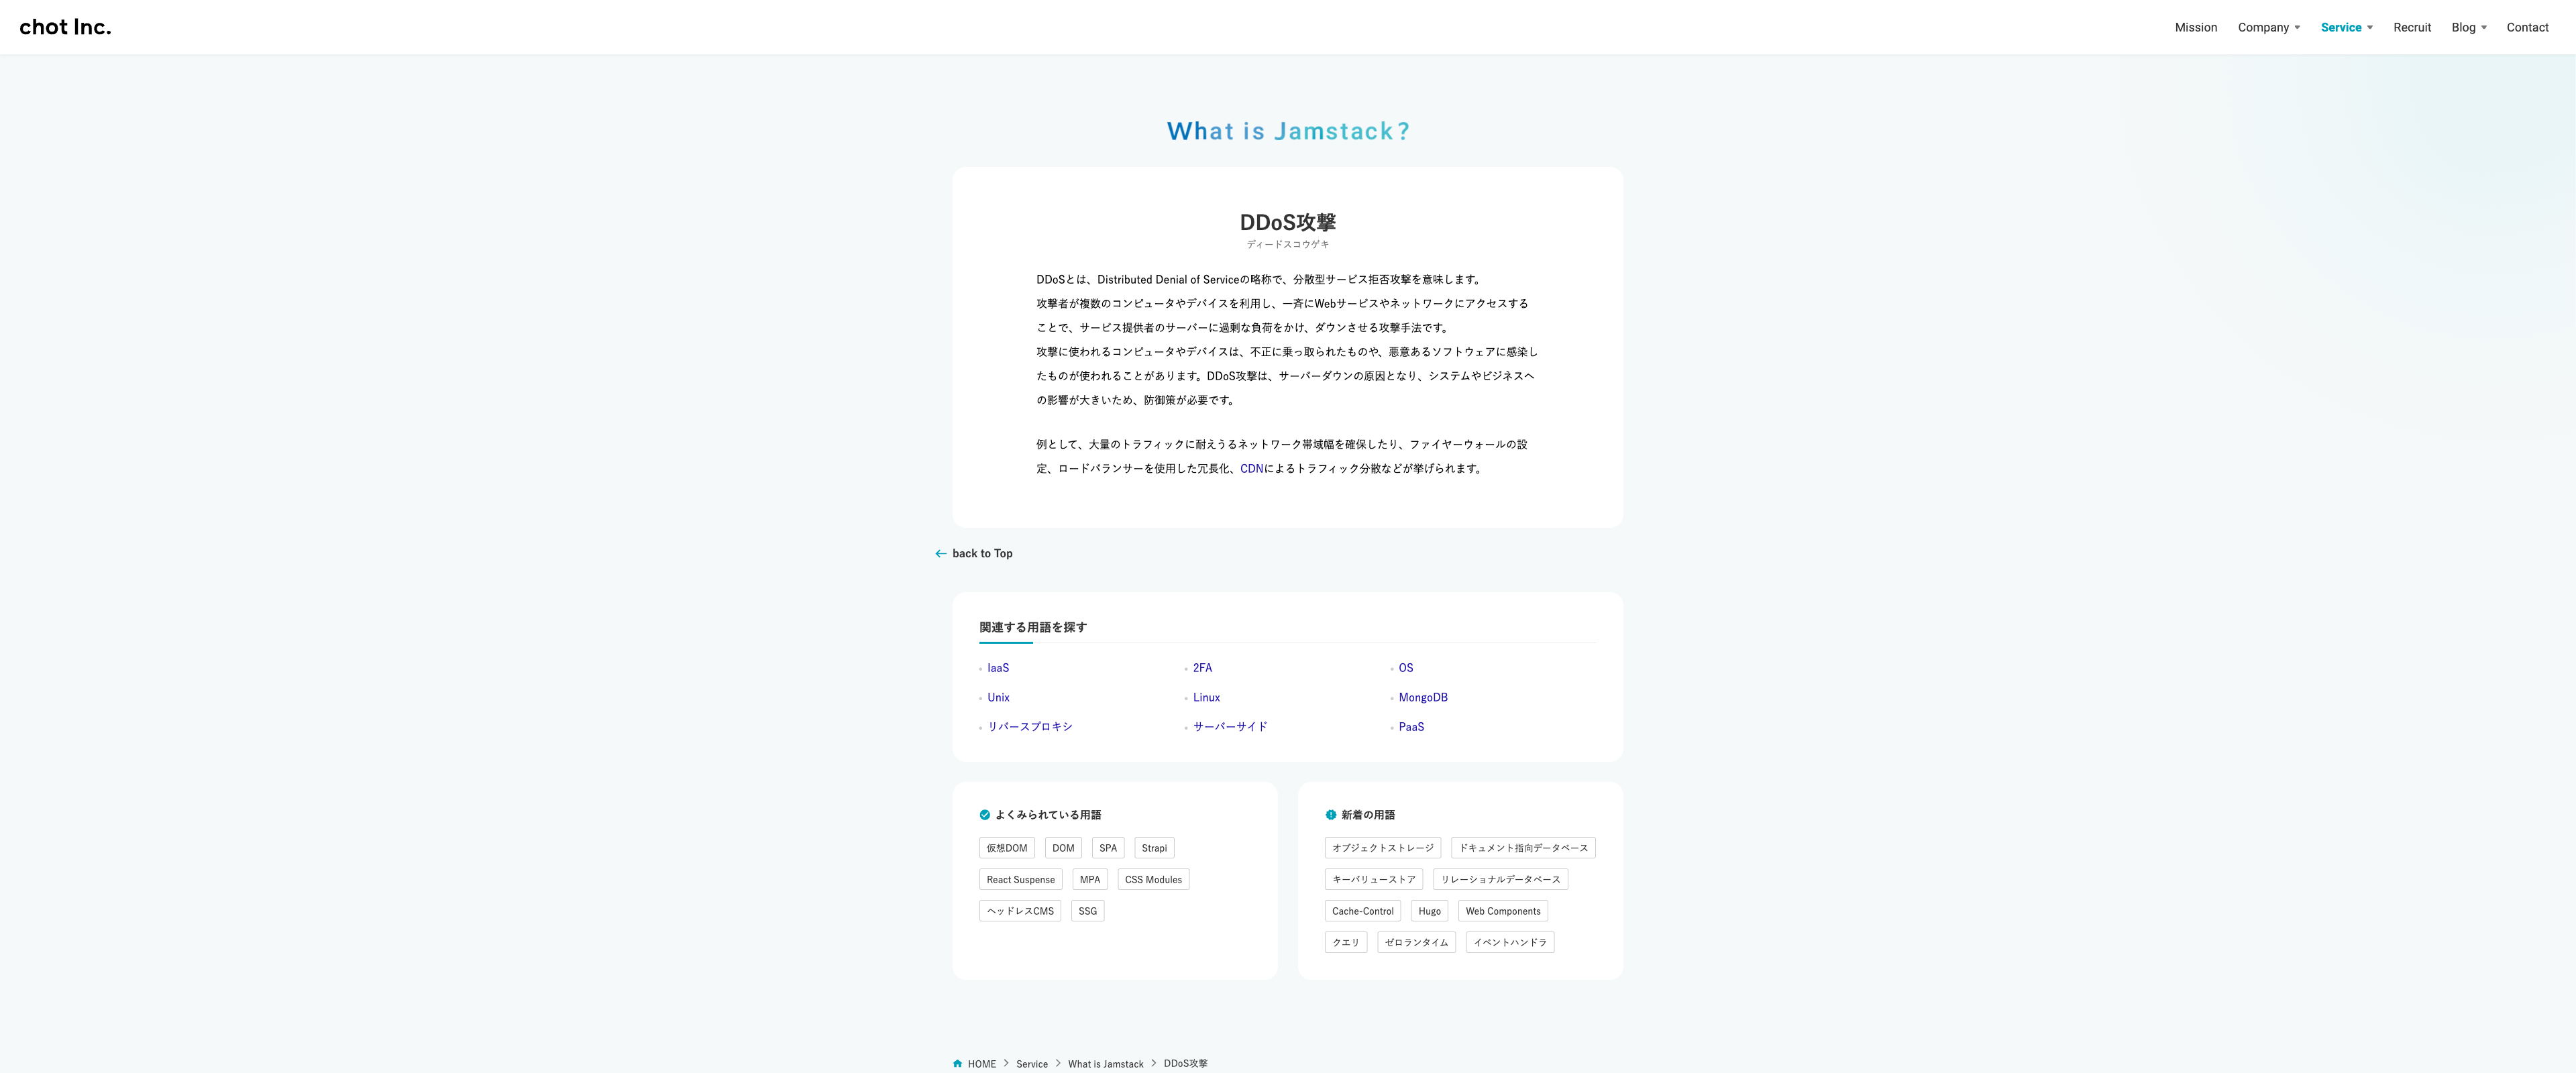 chot Inc.
Mission Company Service Recruit Blog Contact
What is Jamstack?
DDoS攻撃
ディードスコウゲキ
DDoSとは、Distributed Denial of Serviceの略称で、分散型サービス拒否攻撃を意味します。
攻撃者が複数のコンピュータやデバイスを利用し、一斉にWebサービスやネットワークにアクセスする
ことで、サービス提供者のサーバーに過剰な負荷をかけ、ダウンさせる攻撃手法です。
攻撃に使われるコンピュータやデバイスは、不正に乗っ取られたものや、悪意あるソフトウェアに感染し
たものが使われることがあります。DDoS攻撃は、サーバーダウンの原因となり、システムやビジネスへ
の影響が大きいため、防御策が必要です。
例として、大量のトラフィックに耐えうるネットワーク帯域幅を確保したり、ファイヤーウォールの設
定、ロードバランサーを使用した冗長化、CDNによるトラフィック分散などが挙げられます。
back to Top
関連する用語を探す
IaaS 2FA OS
Unix Linux MongoDB
リバースプロキシ サーバーサイド PaaS
よくみられている用語
仮想DOM DOM SPA Strapi
React Suspense MPA CSS Modules
ヘッドレスCMS SSG
新着の用語
オブジェクトストレージ ドキュメント指向データベース
キーバリューストア リレーショナルデータベース
Cache-Control Hugo Web Components
クエリ ゼロランタイム イベントハンドラ
HOME Service What is Jamstack DDoS攻撃